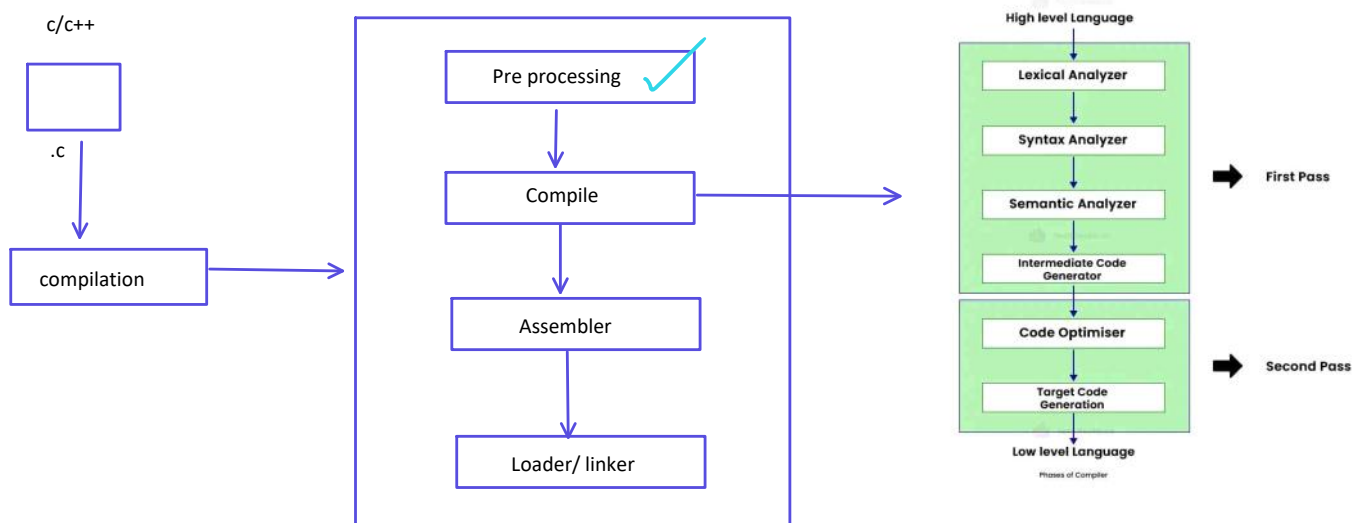 c/c++
.c
compilation
Pre processing
Compile
Assembler
Loader/ linker
High level Language
Lexical Analyzer
Syntax Analyzer
Semantic Analyzer
Intermediate Code
Generator
First Pass
Code Optimiser
Target Code
Generation
Second Pass
Low level Language
Phases of Compiler